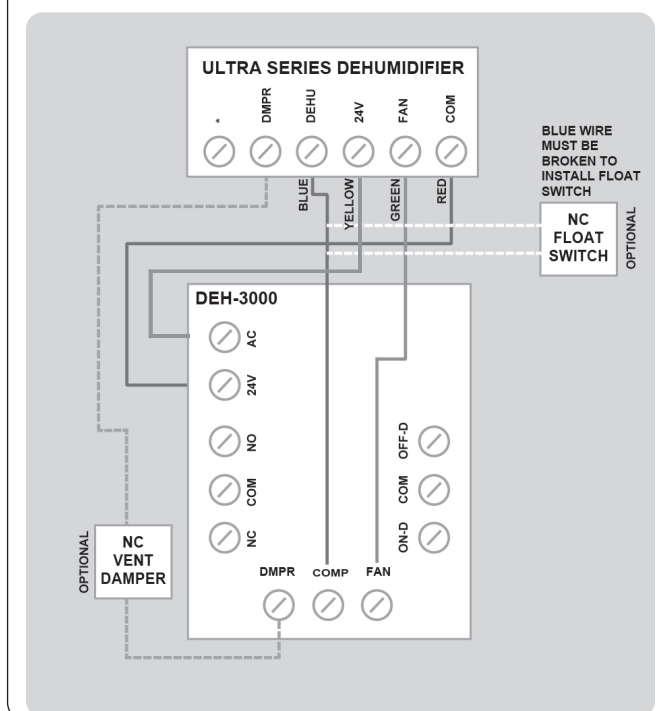 ULTRA SERIES DEHUMIDIFIER
*
DMPR
DEHU
24V
FAN
COM
BLUE
YELLOW
GREEN
RED
BLUE WIRE
MUST BE
BROKEN TO
INSTALL FLOAT
SWITCH
NC
FLOAT
SWITCH
OPTIONAL
DEH-3000
AC
24V
NO
COM
NC
OFF-D
COM
ON-D
DMPR COMP FAN
OPTIONAL
NC
VENT
DAMPER